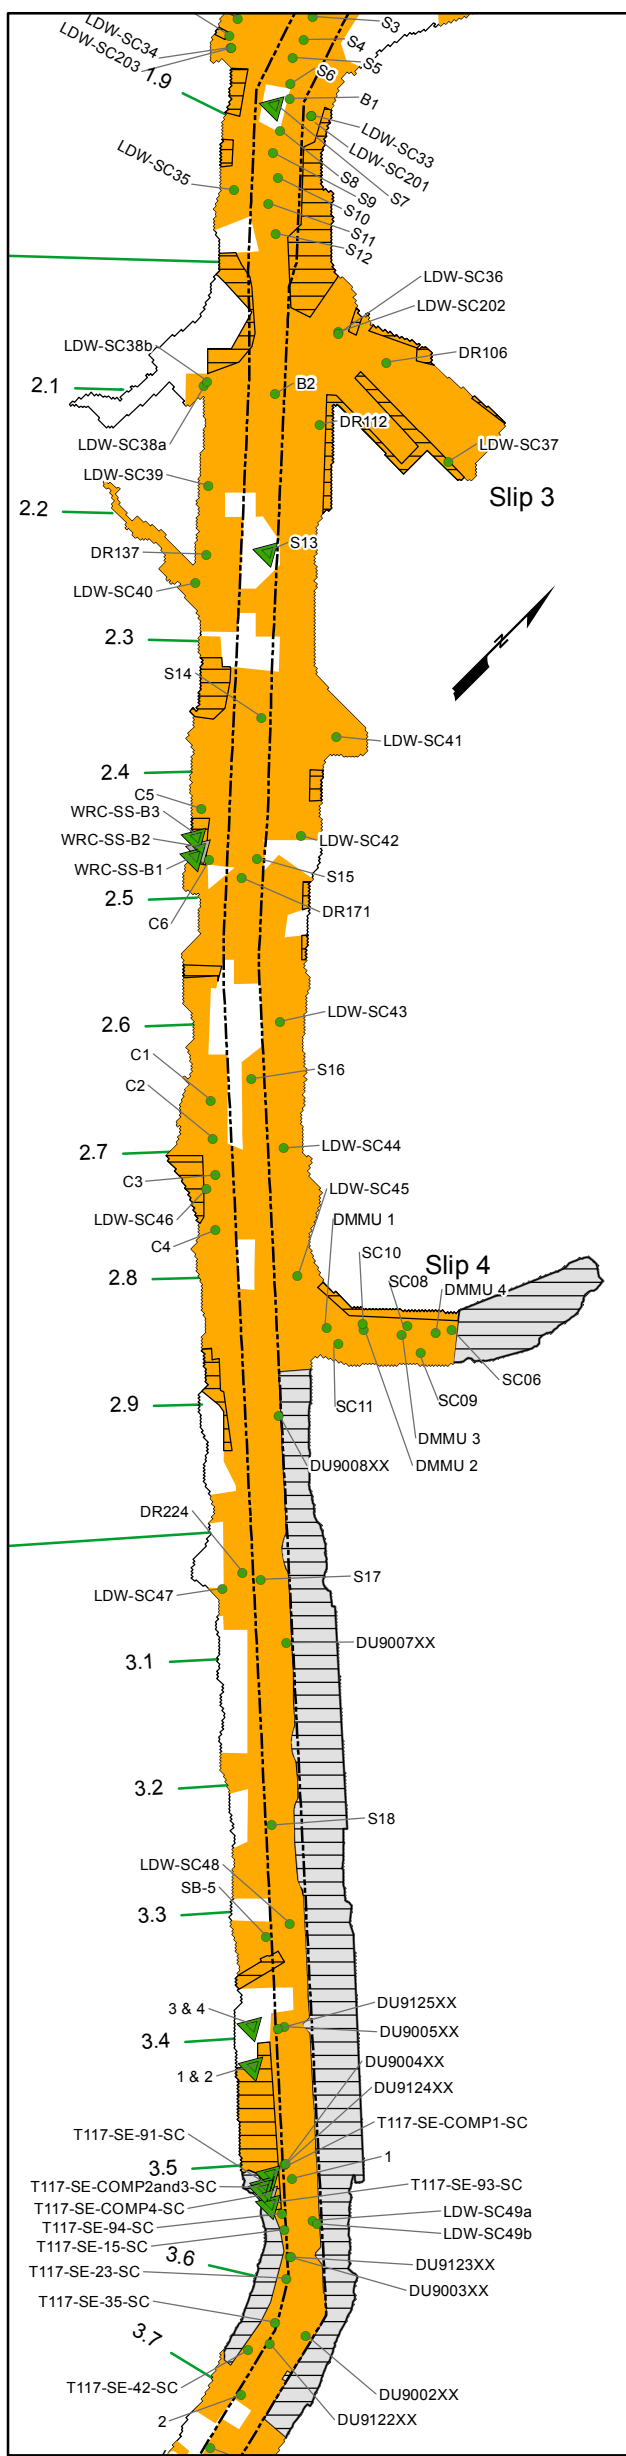 S3
LDW-SC34
S4
LDW-SC203
S5
1.9
S6
B1
LDW-SC33
LDW-SC201
S7
S8
S9
LDW-SC35
S10
S11
S12
LDW-SC36
LDW-SC202
LDW-SC38b
DR106
2.1
B2
DR112
LDW-SC38a
LDW-SC37
LDW-SC39
Slip 3
2.2
S13
DR137
LDW-SC40
N
2.3
S14
LDW-SC41
2.4
C5
WRC-SS-B3
WRC-SS-B2
LDW-SC42
WRC-SS-B1
S15
2.5
DR171
C6
2.6
LDW-SC43
C1
S16
C2
2.7
LDW-SC44
C3
LDW-SC45
LDW-SC46
DMMU 1
C4
SC10
Slip 4
2.8
SC08
DMMU 4
SC06
SC09
2.9
SC11
DMMU 3
DU9008XX
DMMU 2
DR224
S17
LDW-SC47
DU9007XX
3.1
3.2
S18
LDW-SC48
SB-5
3.3
DU9125XX
3 & 4
DU9005XX
3.4
DU9004XX
1 & 2
DU9124XX
T117-SE-COMP1-SC
T117-SE-91-SC
3.5
1
T117-SE-COMP2and3-SC
T117-SE-93-SC
T117-SE-COMP4-SC
LDW-SC49a
T117-SE-94-SC
LDW-SC49b
T117-SE-15-SC
3.6
DU9123XX
T117-SE-23-SC
DU9003XX
T117-SE-35-SC
3.7
T117-SE-42-SC
DU9002XX
2
DU9122XX